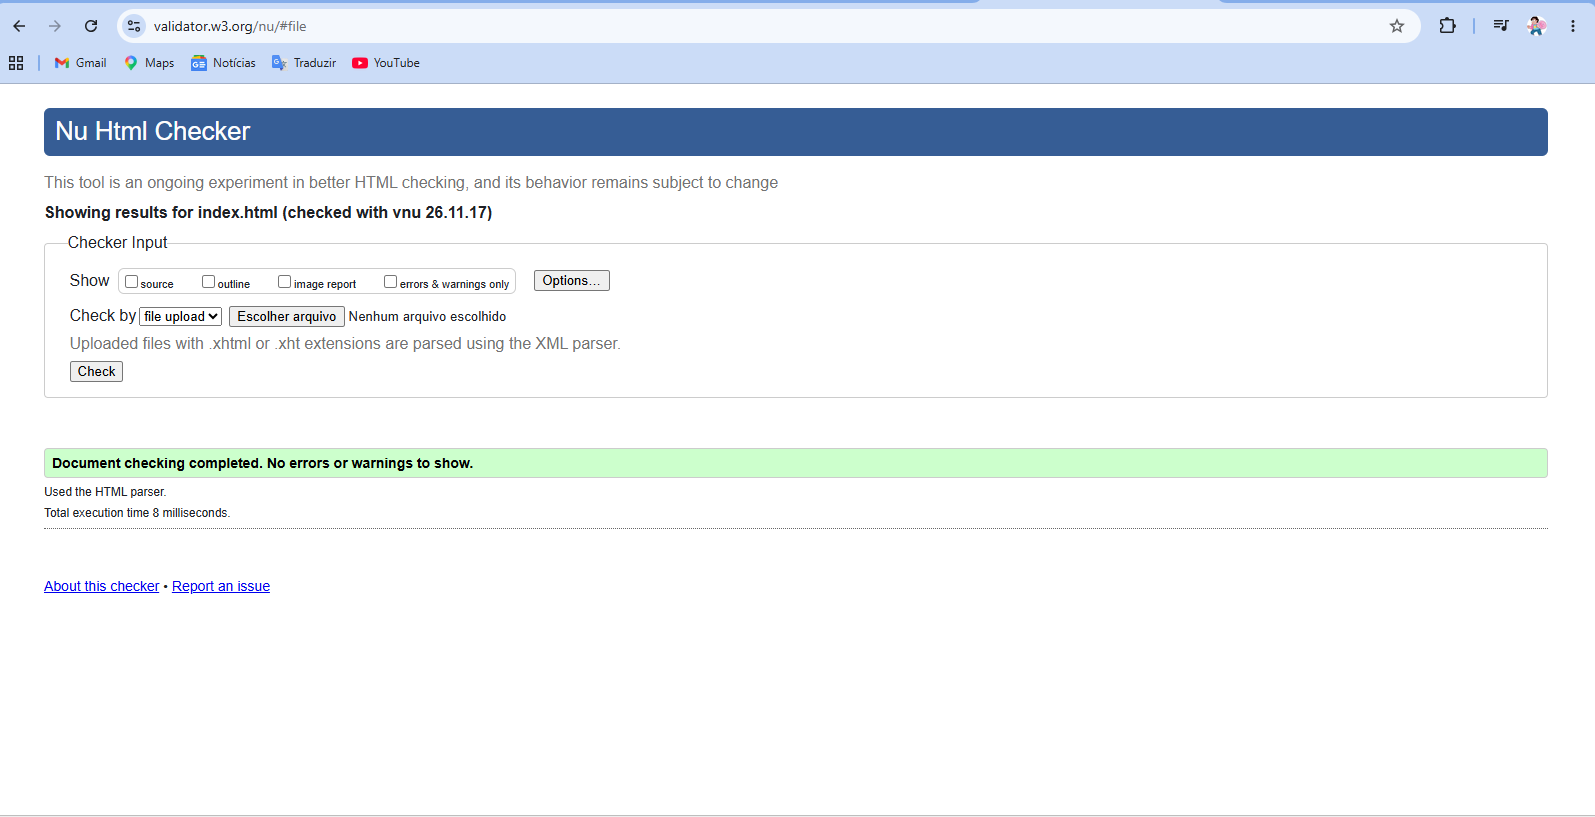 validator.w3.org/nu/#file
Gmail Maps Notícias Traduzir YouTube
Nu Html Checker
This tool is an ongoing experiment in better HTML checking, and its behavior remains subject to change
Showing results for index.html (checked with vnu 26.11.17)
Checker Input
Show source outline image report errors & warnings only Options...
Check by file upload Escolher arquivo Nenhum arquivo escolhido
Uploaded files with .xhtml or .xht extensions are parsed using the XML parser.
Check
Document checking completed. No errors or warnings to show.
Used the HTML parser.
Total execution time 8 milliseconds.
About this checker • Report an issue